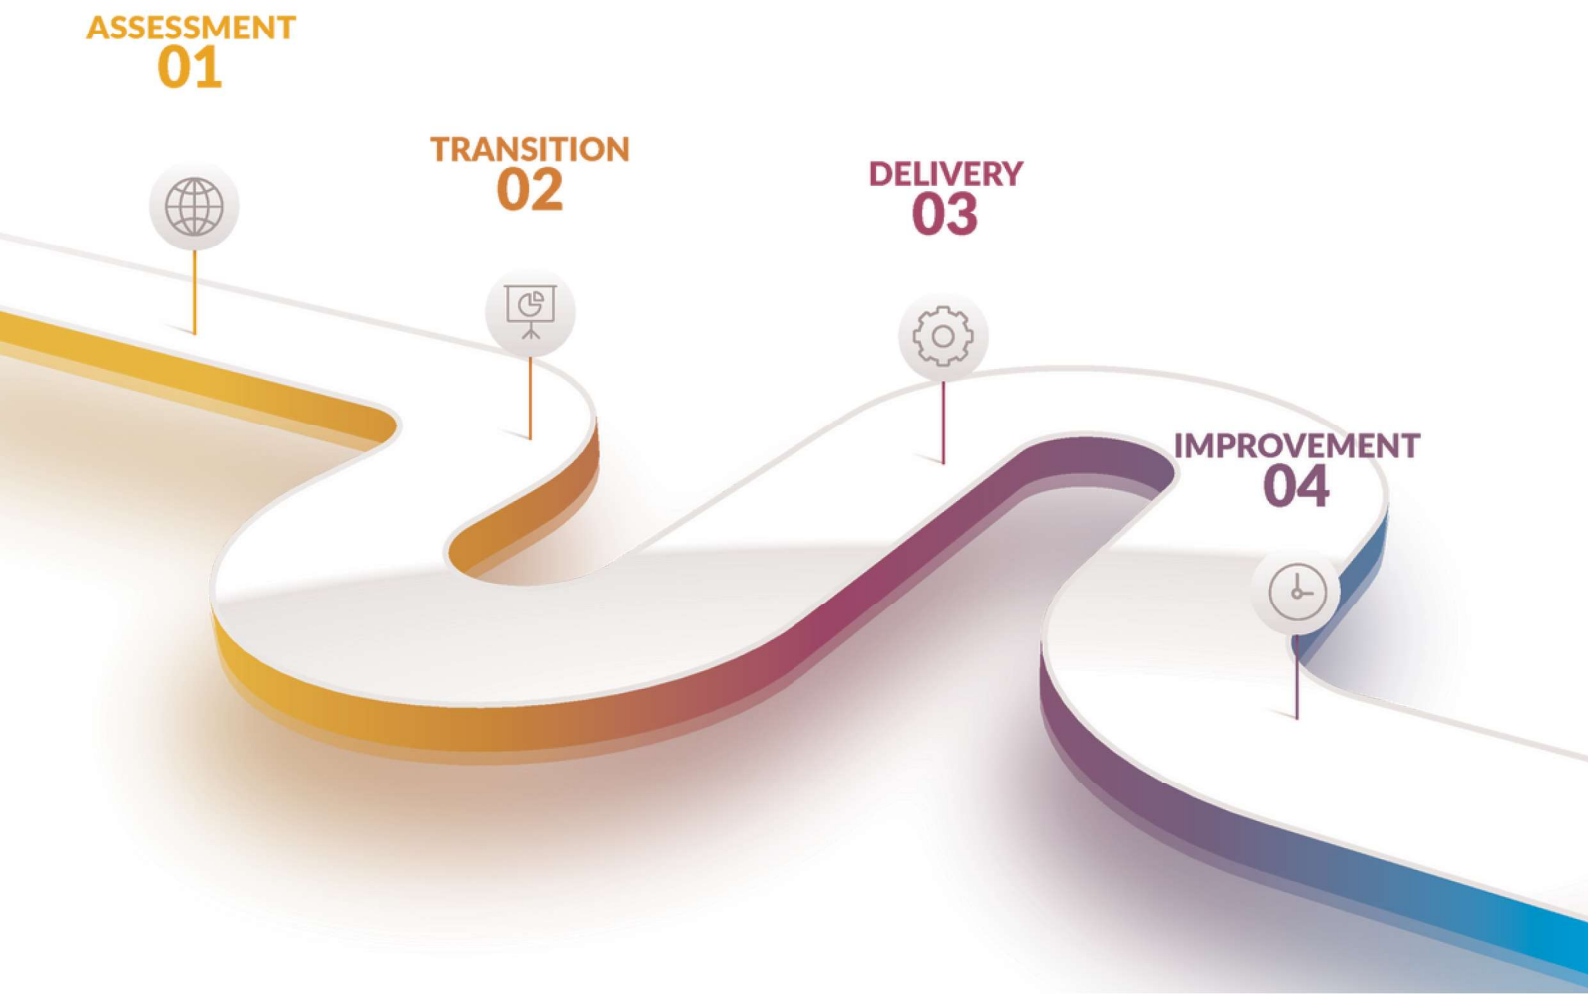 ASSESSMENT
01
TRANSITION
02
DELIVERY
03
IMPROVEMENT
04